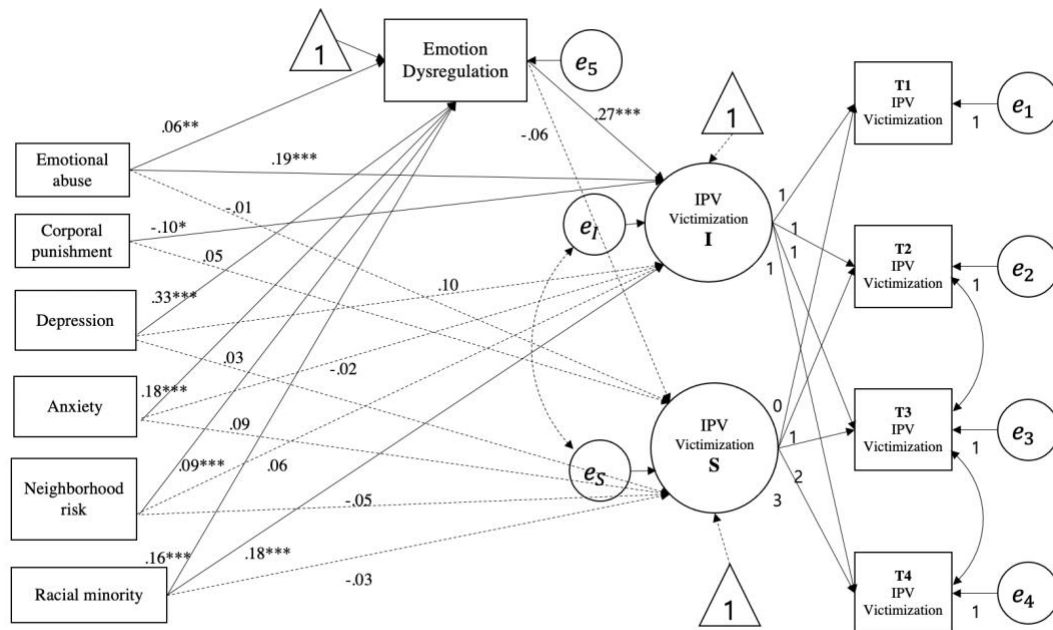 1
Emotion
Dysregulation
e5
.06**
.27***
-.06
1
T1
IPV
Victimization
e1
1
Emotional
abuse
.19***
-.01
IPV
Victimization
I
eI
1
1
1
1
Corporal
punishment
-.10*
.05
T2
IPV
Victimization
e2
1
Depression
.33***
.10
.03
-.02
Anxiety
.18***
.09
IPV
Victimization
S
eS
0
1
2
3
T3
IPV
Victimization
e3
1
Neighborhood
risk
.09***
.06
-.05
Racial minority
.16***
.18***
-.03
1
T4
IPV
Victimization
e4
1